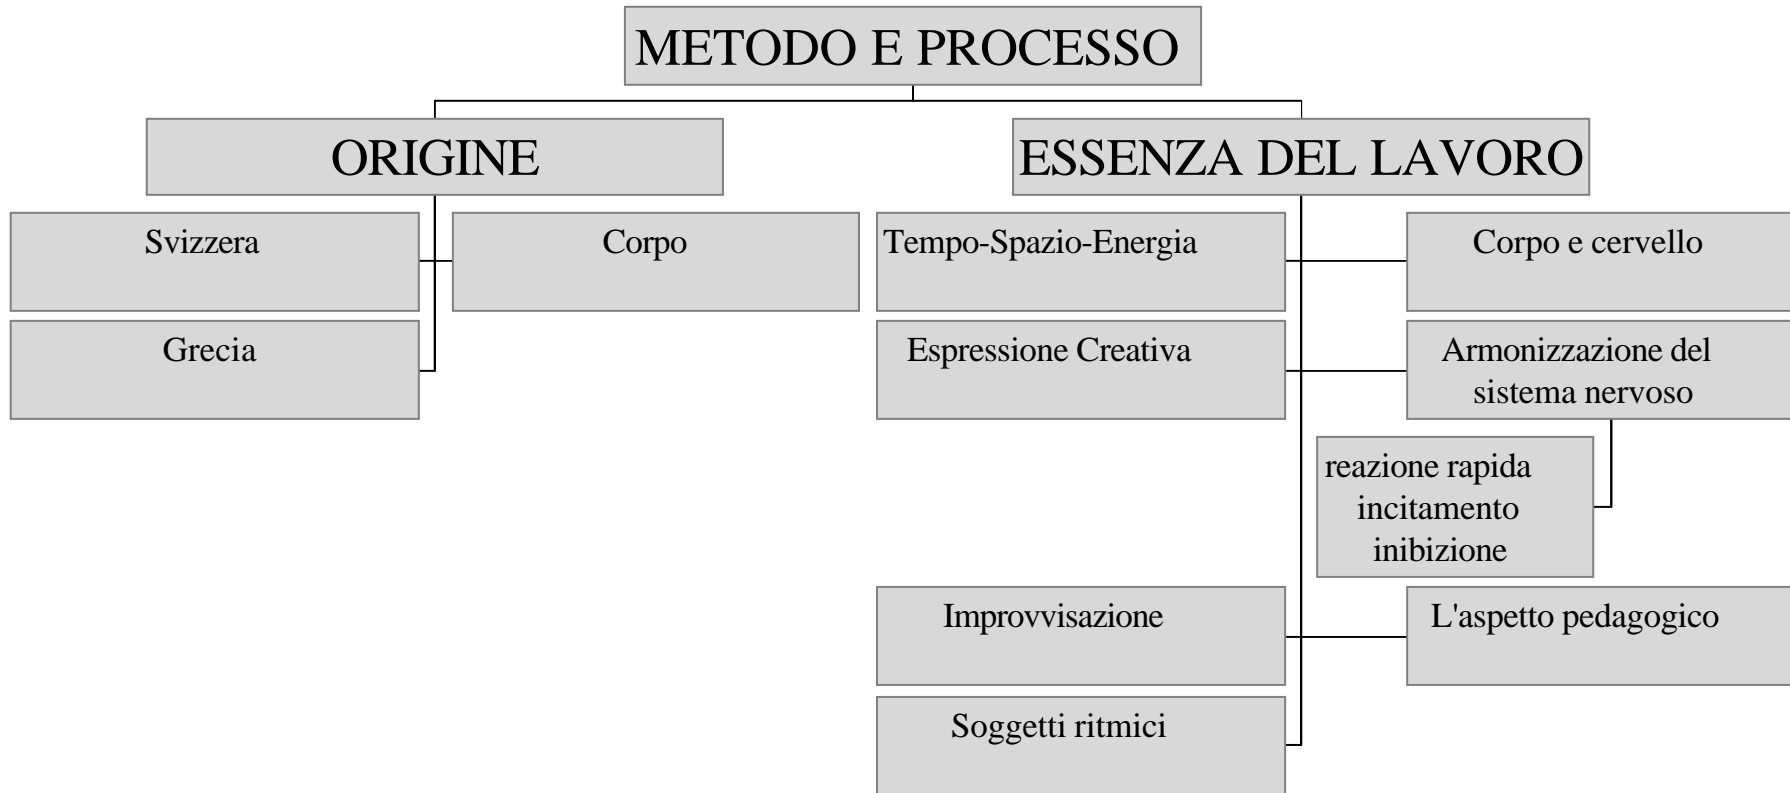 METODO E PROCESSO
ORIGINE
ESSENZA DEL LAVORO
Svizzera
Corpo
Tempo-Spazio-Energia
Corpo e cervello
Grecia
Espressione Creativa
Armonizzazione del
sistema nervoso
reazione rapida
incitamento
inibizione
Improvvisazione
L'aspetto pedagogico
Soggetti ritmici